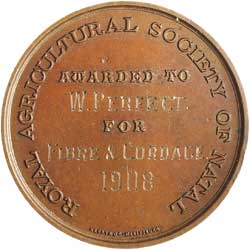 ROYAL AGRICULTURAL SOCIETY OF NATAL
AWARDED TO
W. PERFECT.
FOR
FIBRE & CORDAGE.
1908